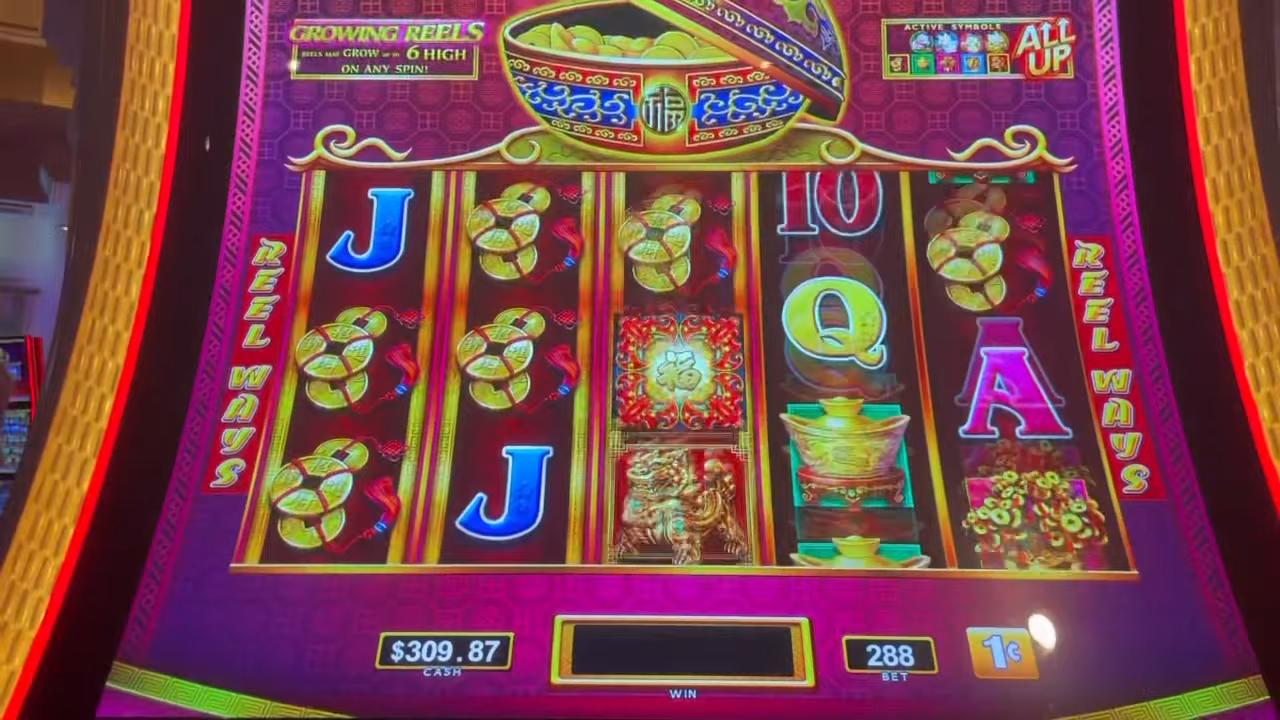 GROWING REELS
REELS MAY GROW UP TO 6 HIGH
ON ANY SPIN!
福
ACTIVE SYMBOLS
ALL
UP
REEL WAYS
J
10
Q
福
A
J
REEL WAYS
$309.87
CASH
WIN
288
BET
1¢